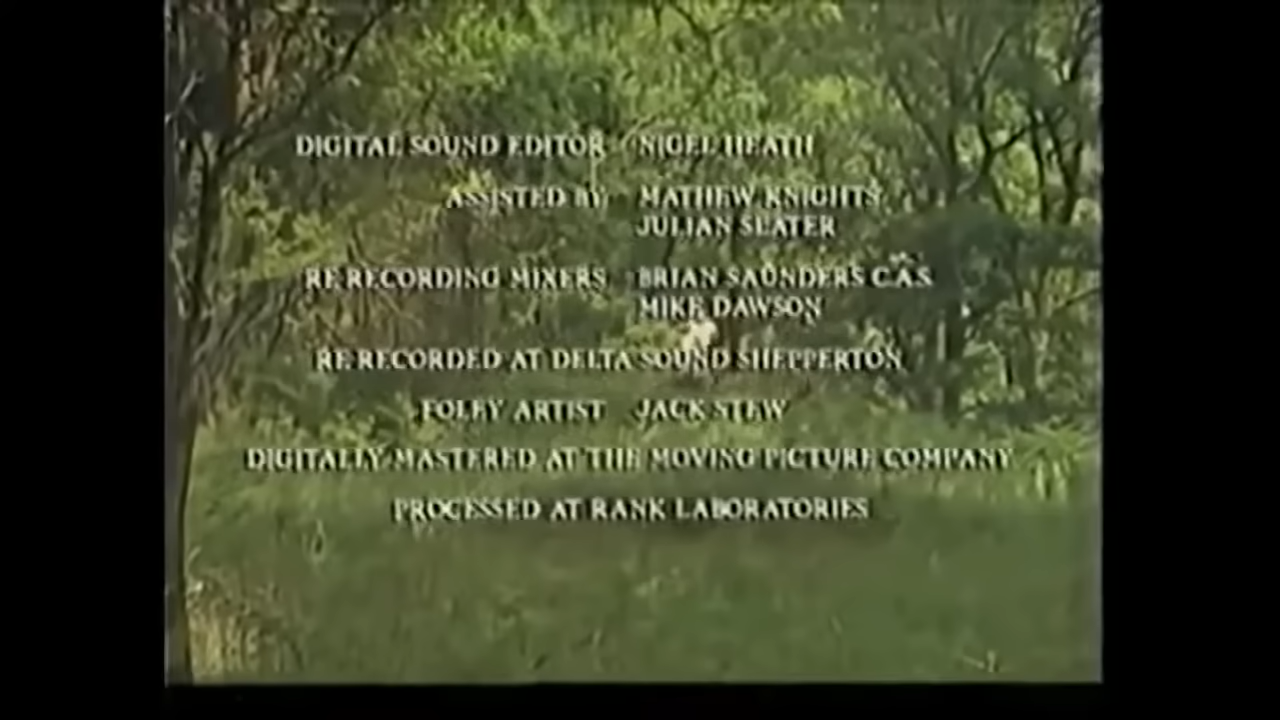 DIGITAL SOUND EDITOR NIGEL HEATH
ASSISTED BY MATHEW KNIGHTS
JULIAN SLATER
RE RECORDING MIXERS BRIAN SAUNDERS C.A.S.
MIKE DAWSON
RE RECORDED AT DELTA SOUND SHEPPERTON
FOLEY ARTIST JACK STEW
DIGITALLY MASTERED AT THE MOVING PICTURE COMPANY
PROCESSED AT RANK LABORATORIES